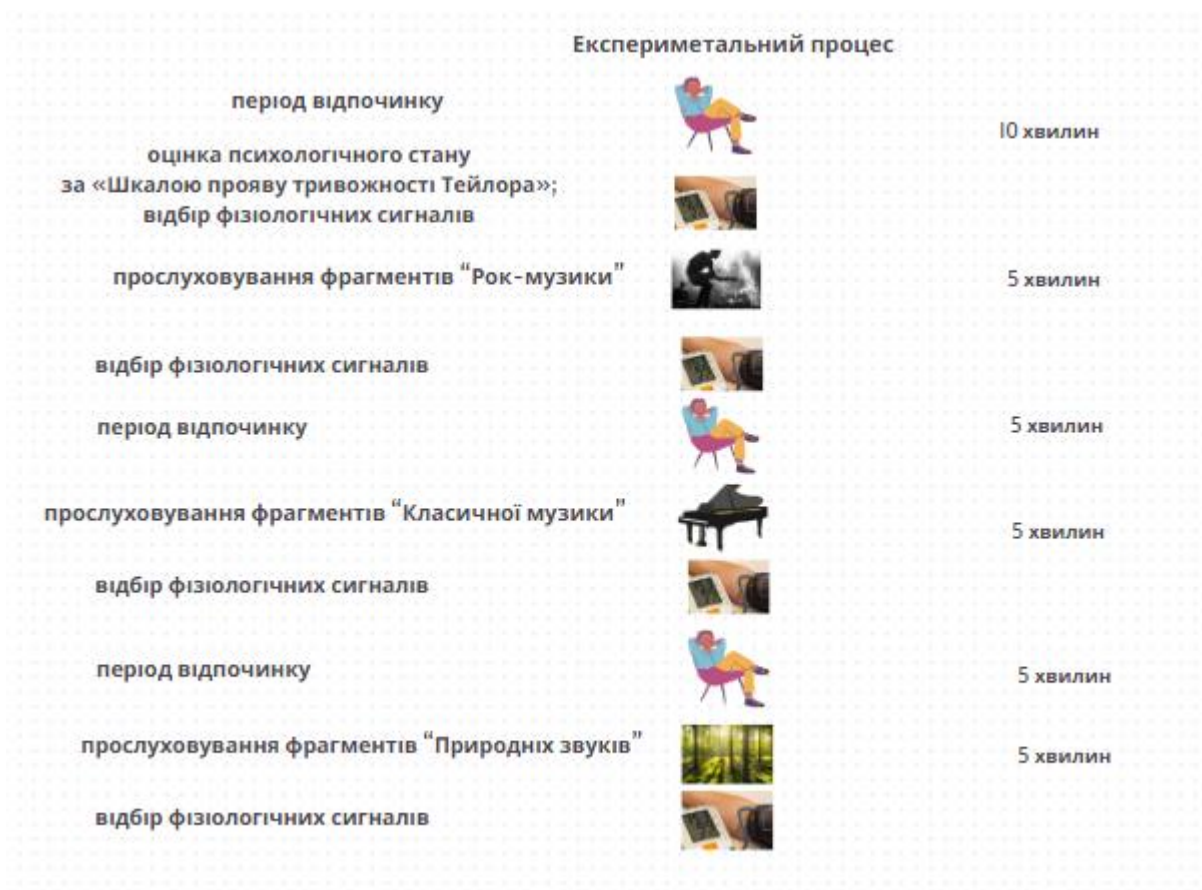 Експериметальний процес
період відпочинку
10 хвилин
оцінка психологічного стану
за «Шкалою прояву тривожності Тейлора»;
відбір фізіологічних сигналів
прослуховування фрагментів “Рок-музики”
5 хвилин
відбір фізіологічних сигналів
період відпочинку
5 хвилин
прослуховування фрагментів “Класичної музики”
5 хвилин
відбір фізіологічних сигналів
період відпочинку
5 хвилин
прослуховування фрагментів “Природніх звуків”
5 хвилин
відбір фізіологічних сигналів